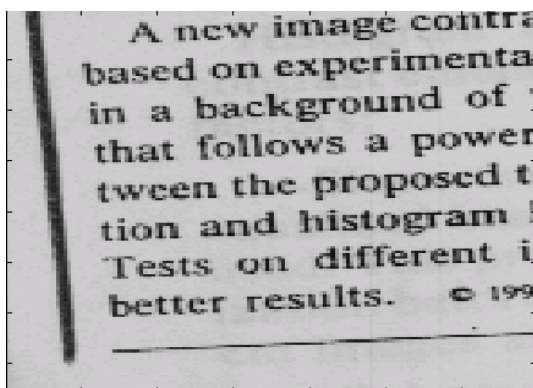 A new image contra
based on experimenta
in a background of
that follows a power
tween the proposed t
tion and histogram
Tests on different i
better results. © 199